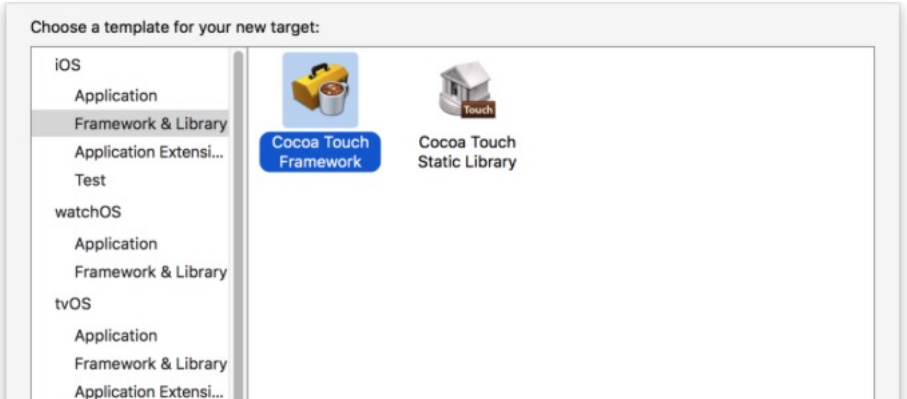 Choose a template for your new target:
iOS
Application
Framework & Library
Application Extensi...
Test
watchOS
Application
Framework & Library
tvOS
Application
Framework & Library
Application Extensi...
Touch
Cocoa Touch
Framework
Cocoa Touch
Static Library